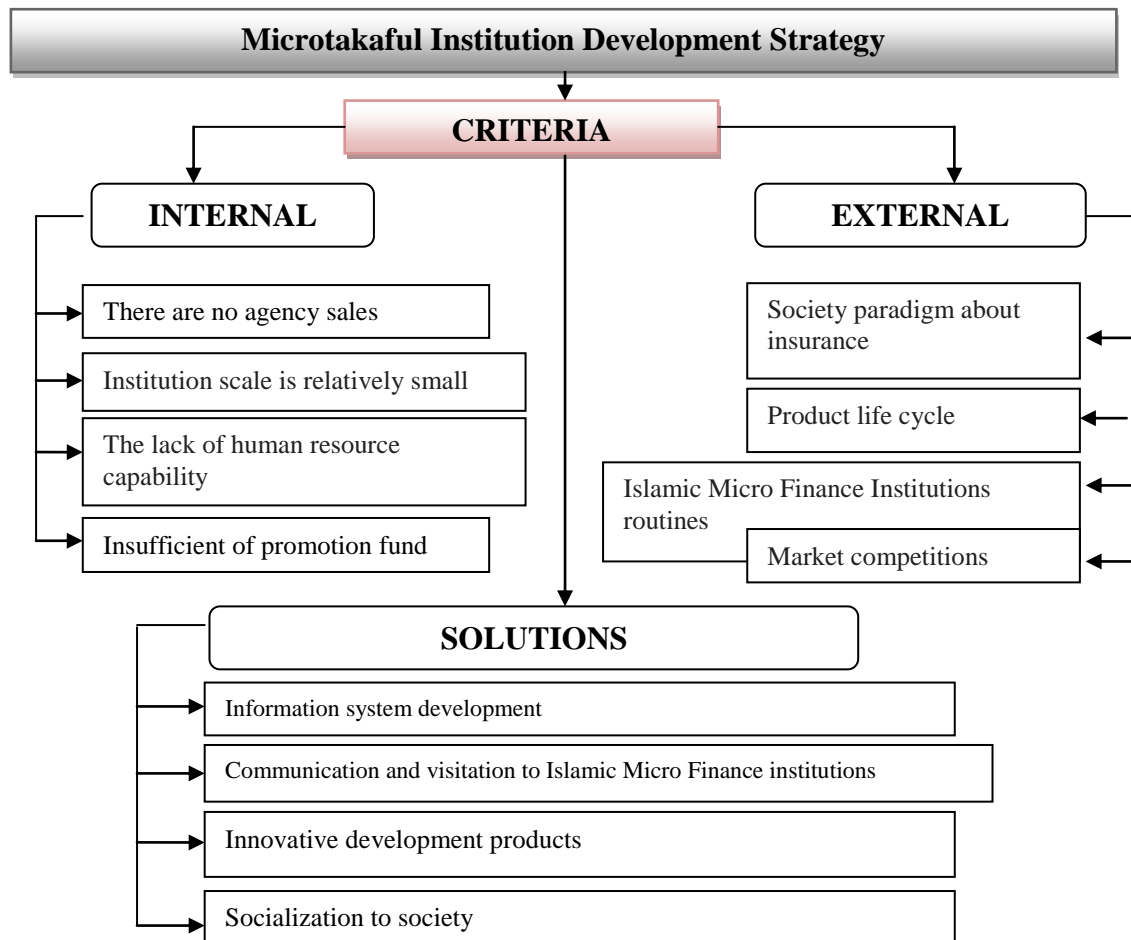 Microtakaful Institution Development Strategy
CRITERIA
INTERNAL
There are no agency sales
Institution scale is relatively small
The lack of human resource
capability
Insufficient of promotion fund
EXTERNAL
Society paradigm about
insurance
Product life cycle
Islamic Micro Finance Institutions
routines
Market competitions
SOLUTIONS
Information system development
Communication and visitation to Islamic Micro Finance institutions
Innovative development products
Socialization to society